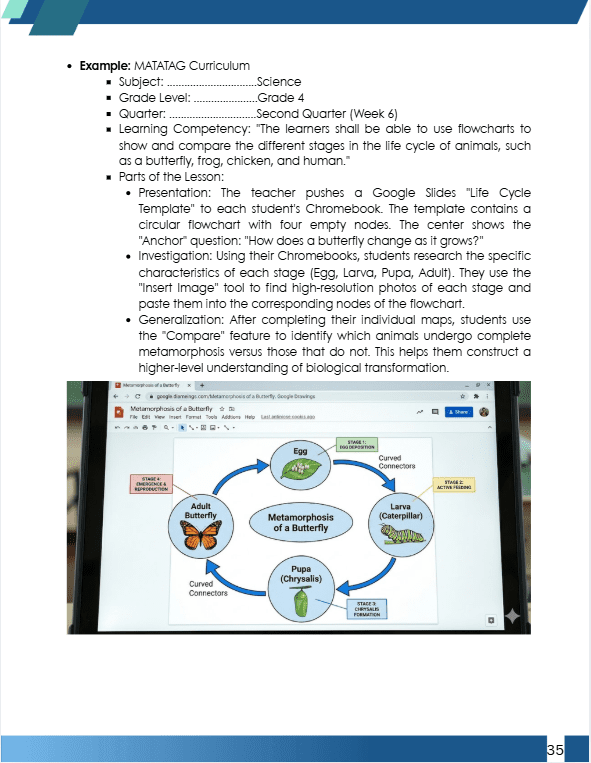 • Example: MATATAG Curriculum
▪ Subject: ...............................Science
▪ Grade Level: ......................Grade 4
▪ Quarter: ..............................Second Quarter (Week 6)
▪ Learning Competency: "The learners shall be able to use flowcharts to
show and compare the different stages in the life cycle of animals, such
as a butterfly, frog, chicken, and human."
▪ Parts of the Lesson:
• Presentation: The teacher pushes a Google Slides "Life Cycle
Template" to each student's Chromebook. The template contains a
circular flowchart with four empty nodes. The center shows the
"Anchor" question: "How does a butterfly change as it grows?"
• Investigation: Using their Chromebooks, students research the specific
characteristics of each stage (Egg, Larva, Pupa, Adult). They use the
"Insert Image" tool to find high-resolution photos of each stage and
paste them into the corresponding nodes of the flowchart.
• Generalization: After completing their individual maps, students use
the "Compare" feature to identify which animals undergo complete
metamorphosis versus those that do not. This helps them construct a
higher-level understanding of biological transformation.
Metamorphosis of a Butterfly
Metamorphosis of a Butterfly
File Edit View Insert Format Tools Help
Share
Egg
STAGE 1:
EGG DEPOSITION
Curved
Connectors
STAGE 4:
EMERGENCE &
REPRODUCTION
STAGE 2:
ACTIVE FEEDING
Adult
Butterfly
Metamorphosis
of a Butterfly
Larva
(Caterpillar)
Pupa
(Chrysalis)
Curved
Connectors
STAGE 3:
CHRYSALIS
FORMATION
35